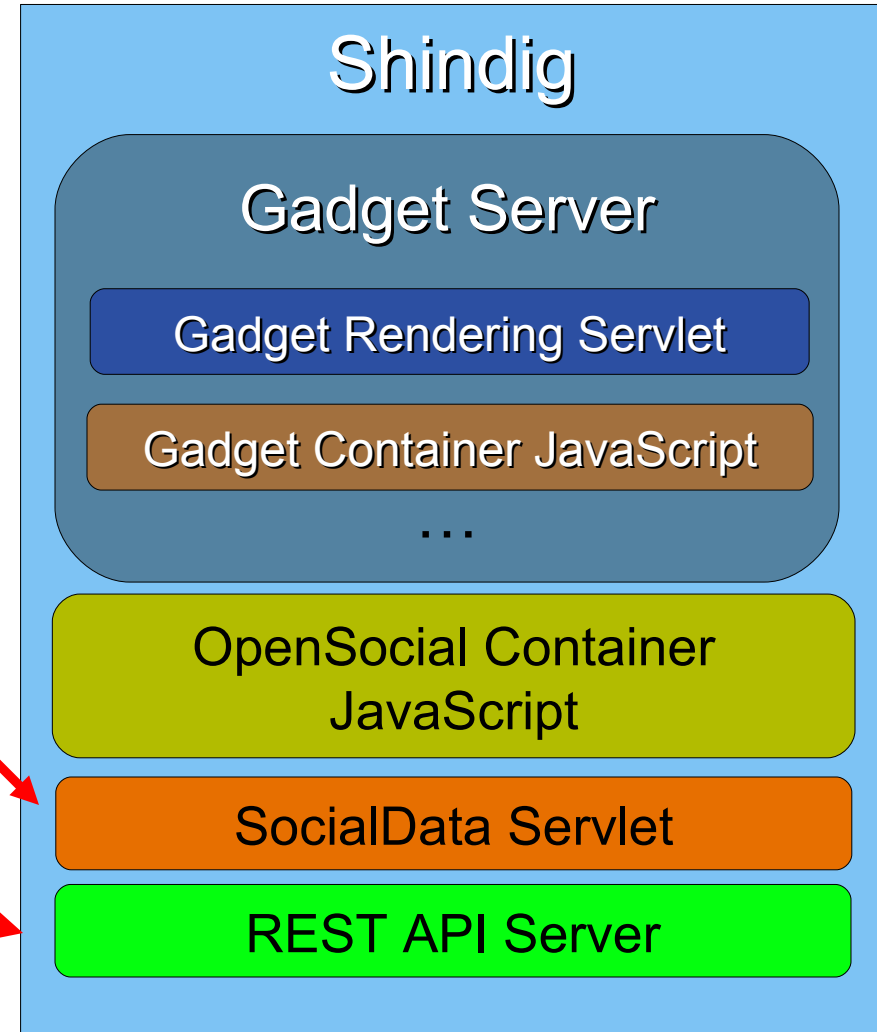 Shindig
Gadget Server
Gadget Rendering Servlet
Gadget Container JavaScript
…
OpenSocial Container
JavaScript
SocialData Servlet
REST API Server